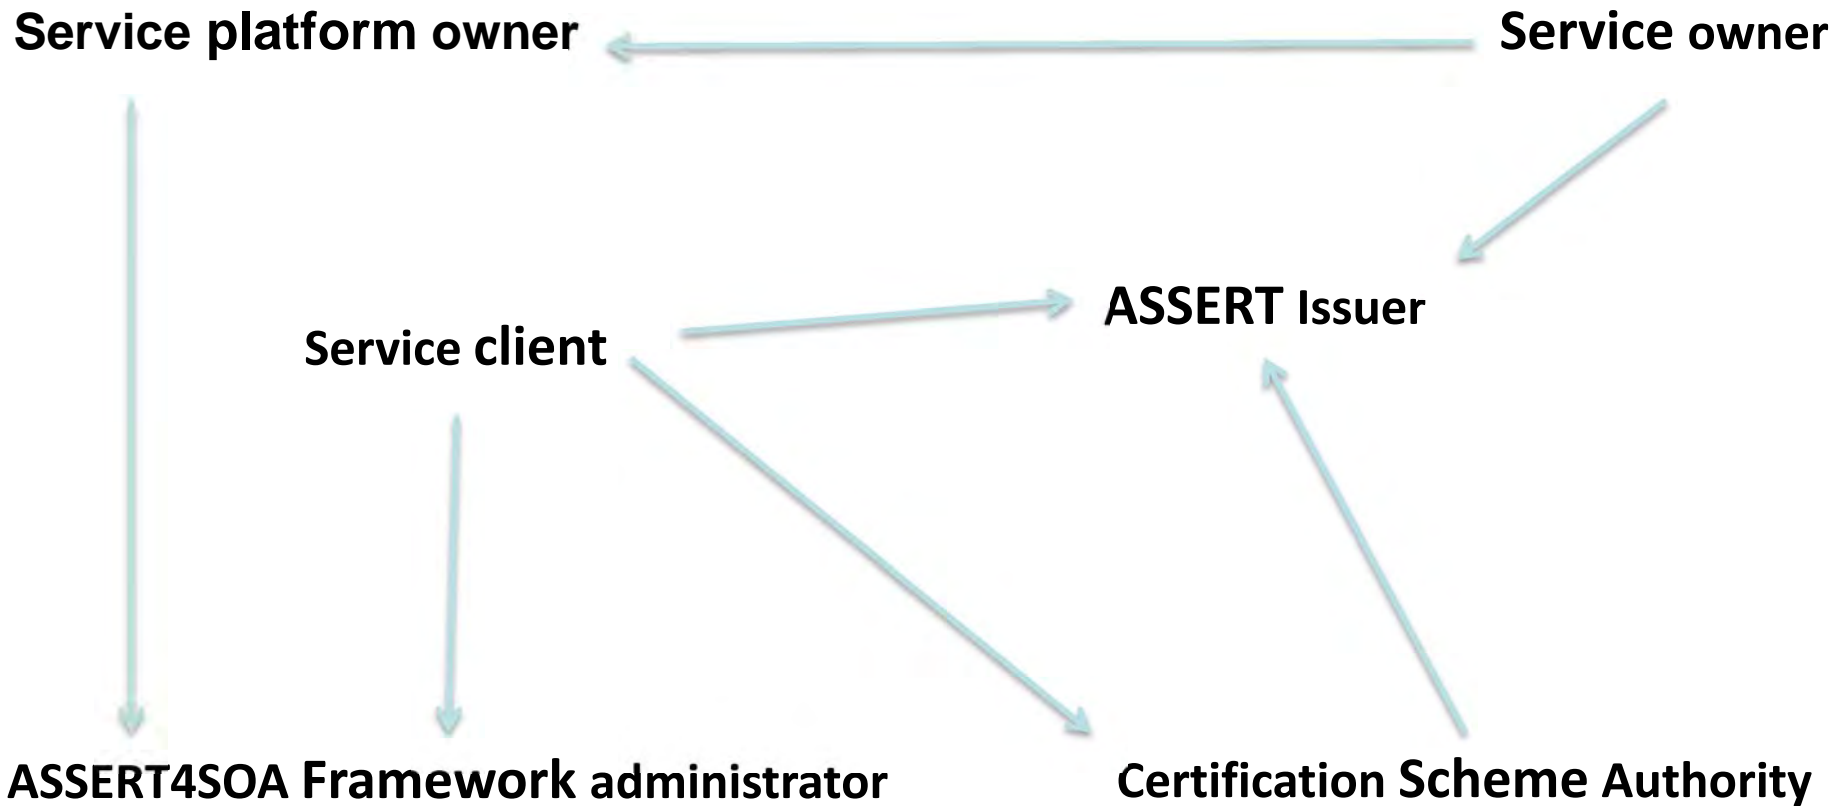 Service platform owner
Service owner
ASSERT Issuer
Service client
ASSERT4SOA Framework administrator
Certification Scheme Authority